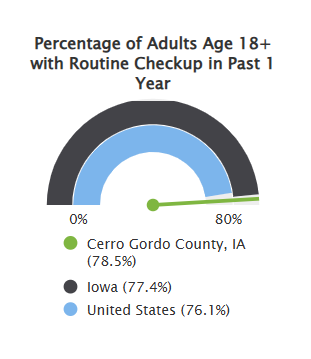 Percentage of Adults Age 18+
with Routine Checkup in Past 1
Year
0% 80%
Cerro Gordo County, IA
(78.5%)
Iowa (77.4%)
United States (76.1%)